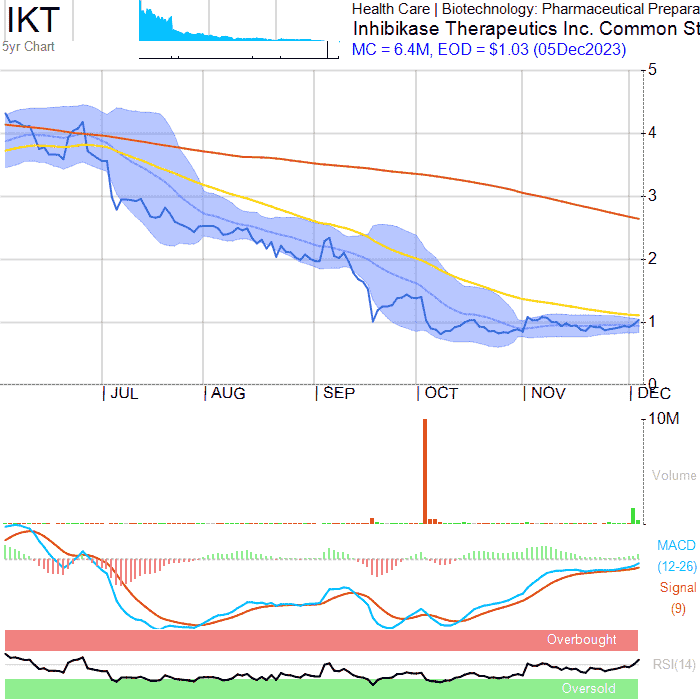 IKT
5yr Chart
Health Care | Biotechnology: Pharmaceutical Prepara
Inhibikase Therapeutics Inc. Common St
MC = 6.4M, EOD = $1.03 (05Dec2023)
5
4
3
2
1
0
JUL
AUG
SEP
OCT
NOV
DEC
10M
Volume
MACD
(12-26)
Signal
(9)
Overbought
RSI(14)
Oversold